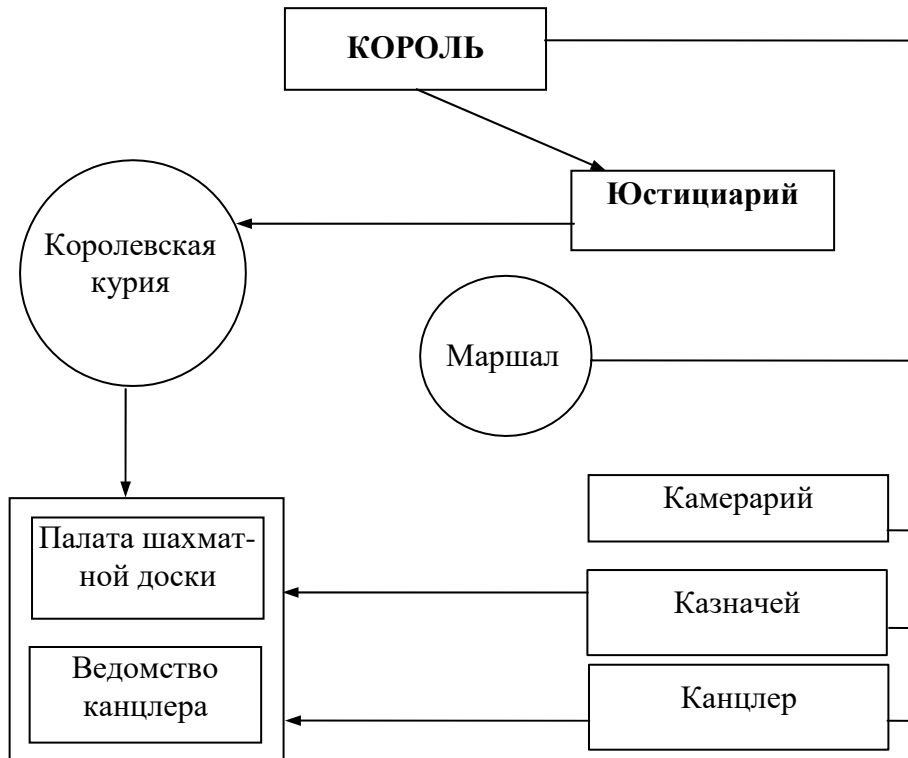 КОРОЛЬ
Юстициарий
Королевская
курия
Маршал
Камерарий
Палата шахмат-
ной доски
Казначей
Ведомство
канцлера
Канцлер